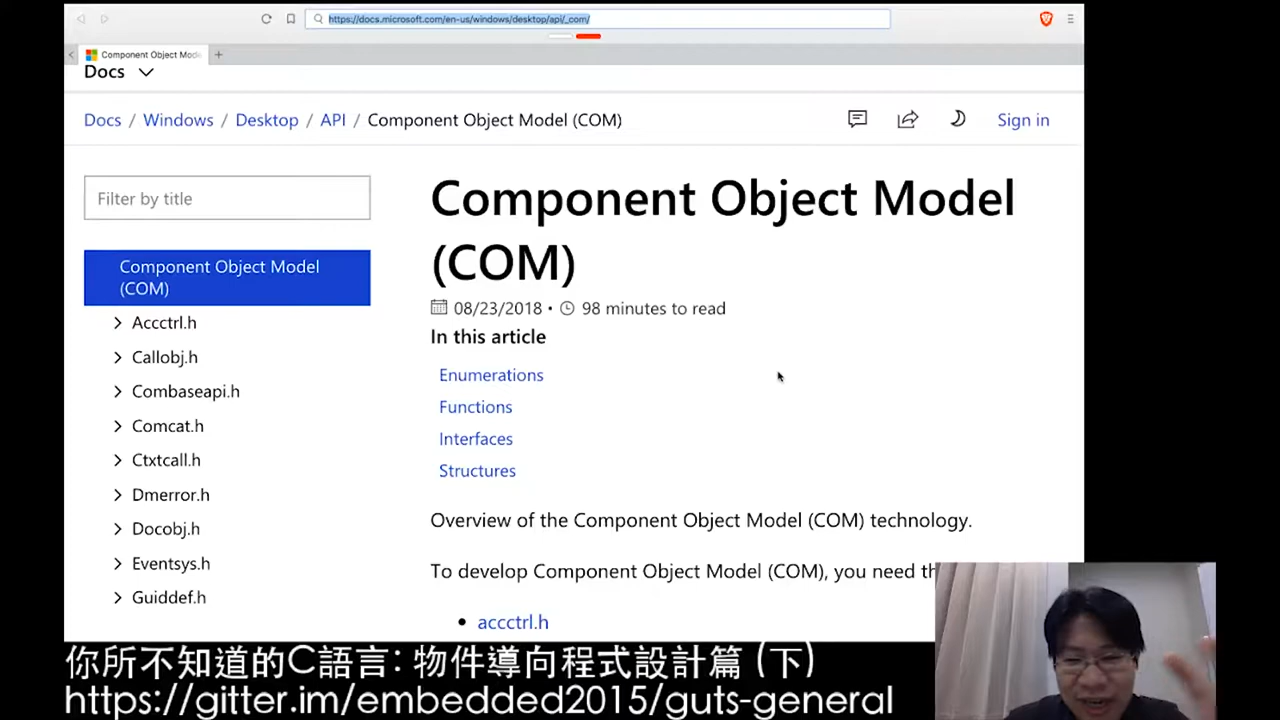 https://docs.microsoft.com/en-us/windows/desktop/api/_com/
Component Object Mode
Docs
Docs / Windows / Desktop / API / Component Object Model (COM)
Sign in
Filter by title
Component Object Model
(COM)
Accctrl.h
Callobj.h
Combaseapi.h
Comcat.h
Ctxtcall.h
Dmerror.h
Docobj.h
Eventsys.h
Guiddef.h
Component Object Model
(COM)
08/23/2018 • 98 minutes to read
In this article
Enumerations
Functions
Interfaces
Structures
Overview of the Component Object Model (COM) technology.
To develop Component Object Model (COM), you need
• accctrl.h
你所不知道的C語言: 物件導向程式設計篇 (下)
https://gitter.im/embedded2015/guts-general